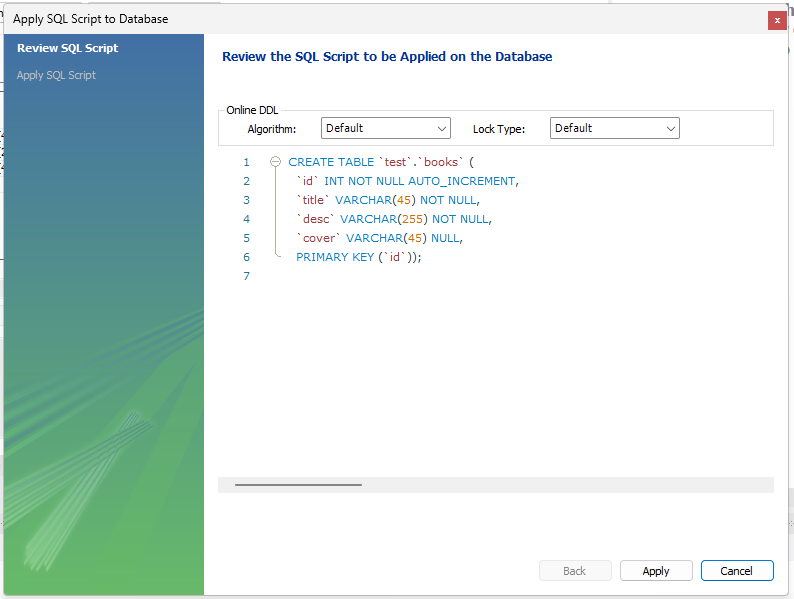 Apply SQL Script to Database
x
Review SQL Script
Apply SQL Script
Review the SQL Script to be Applied on the Database
Online DDL
Algorithm: Default Lock Type: Default
1 CREATE TABLE `test`.`books` (
2 `id` INT NOT NULL AUTO_INCREMENT,
3 `title` VARCHAR(45) NOT NULL,
4 `desc` VARCHAR(255) NOT NULL,
5 `cover` VARCHAR(45) NULL,
6 PRIMARY KEY (`id`));
7
Back Apply Cancel